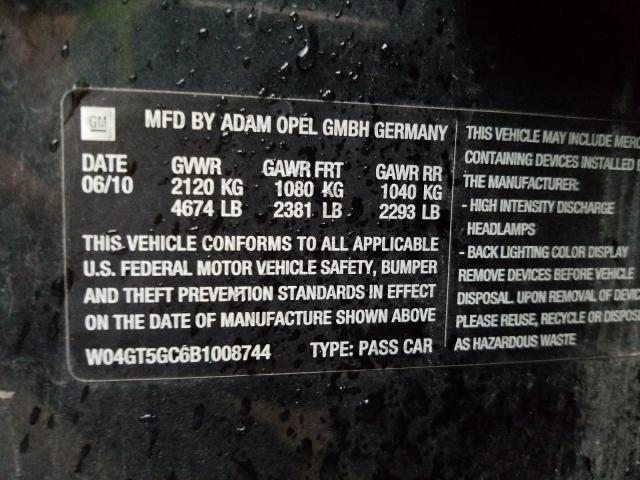 GM
MFD BY ADAM OPEL GMBH GERMANY
DATE GVWR GAWR FRT GAWR RR
06/10 2120 KG 1080 KG 1040 KG
4674 LB 2381 LB 2293 LB
THIS VEHICLE CONFORMS TO ALL APPLICABLE
U.S. FEDERAL MOTOR VEHICLE SAFETY, BUMPER
AND THEFT PREVENTION STANDARDS IN EFFECT
ON THE DATE OF MANUFACTURE SHOWN ABOVE
W04GT5GC6B1008744 TYPE: PASS CAR
THIS VEHICLE MAY INCLUDE MERC
CONTAINING DEVICES INSTALLED B
THE MANUFACTURER:
- HIGH INTENSITY DISCHARGE
HEADLAMPS
- BACK LIGHTING COLOR DISPLAY
REMOVE DEVICES BEFORE VEHICLE
DISPOSAL. UPON REMOVAL OF DEVI
PLEASE REUSE, RECYCLE OR DISPOS
AS HAZARDOUS WASTE